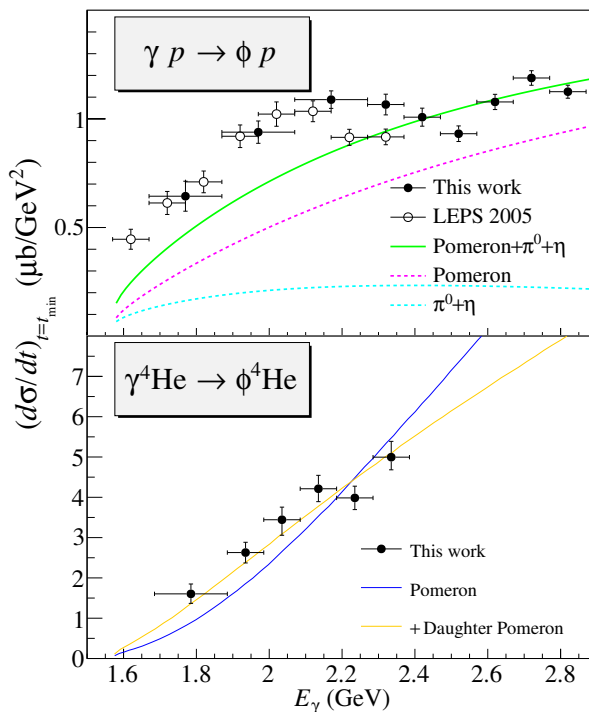 γ p → ϕ p
1
0.5
This work
LEPS 2005
Pomeron+π⁰+η
Pomeron
π⁰+η
(dσ/dt)t=tmin (μb/GeV²)
γ⁴He → ϕ⁴He
7
6
5
4
3
2
1
0
This work
Pomeron
+Daughter Pomeron
1.6 1.8 2 2.2 2.4 2.6 2.8
Eγ (GeV)